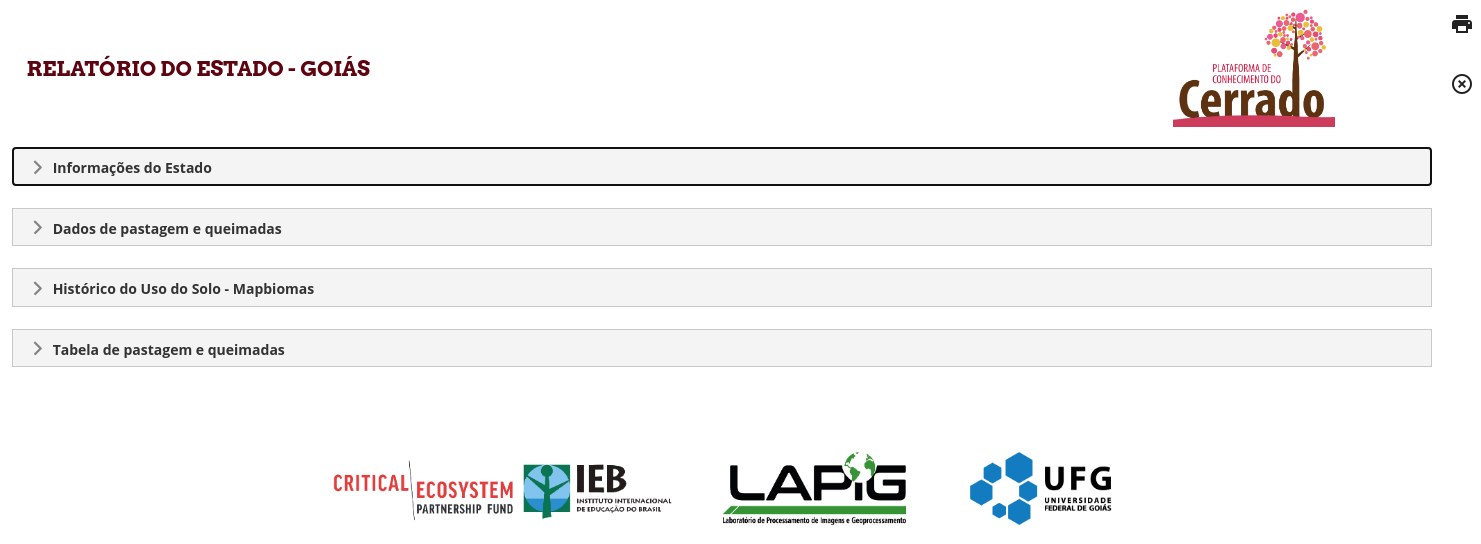 RELATÓRIO DO ESTADO - GOIÁS
PLATAFORMA DE
CONHECIMENTO DO
Cerrado
Informações do Estado
Dados de pastagem e queimadas
Histórico do Uso do Solo - Mapbiomas
Tabela de pastagem e queimadas
CRITICAL ECOSYSTEM
PARTNERSHIP FUND
IEB
INSTITUTO INTERNACIONAL
DE EDUCAÇÃO DO BRASIL
LAPIG
Laboratório de Processamento de Imagens e Geoprocessamento
UFG
UNIVERSIDADE
FEDERAL DE GOIÁS